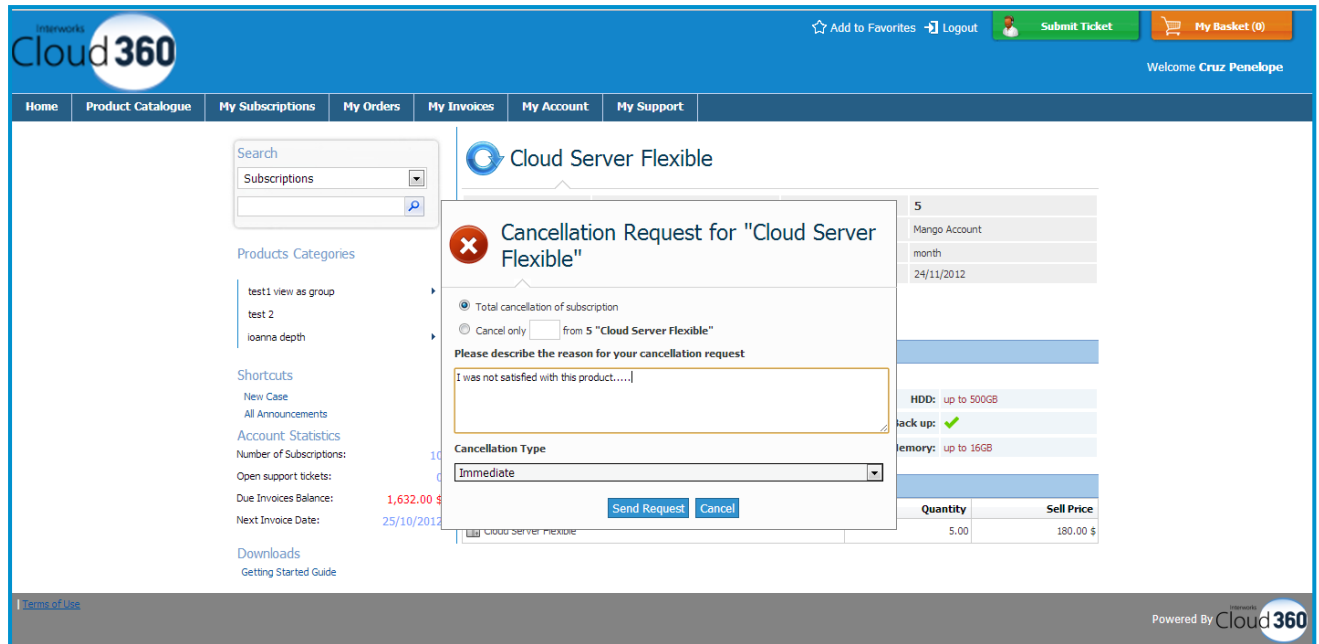 Interworks
Cloud 360
Add to Favorites Logout Submit Ticket My Basket (0)
Welcome Cruz Penelope
Home Product Catalogue My Subscriptions My Orders My Invoices My Account My Support
Search
Subscriptions
Products Categories
test1 view as group
test 2
ioanna depth
Shortcuts
New Case
All Announcements
Account Statistics
Number of Subscriptions: 10
Open support tickets: 0
Due Invoices Balance: 1,632.00 $
Next Invoice Date: 25/10/2012
Downloads
Getting Started Guide
Cloud Server Flexible
5
Mango Account
month
24/11/2012
Cancellation Request for "Cloud Server
Flexible"
Total cancellation of subscription
Cancel only from 5 "Cloud Server Flexible"
Please describe the reason for your cancellation request
I was not satisfied with this product.....
Cancellation Type
Immediate
Send Request Cancel
HDD: up to 500GB
ack up:
emory: up to 16GB
Quantity Sell Price
Cloud Server Flexible 5.00 180.00 $
| Terms of Use
Powered By Interworks Cloud 360